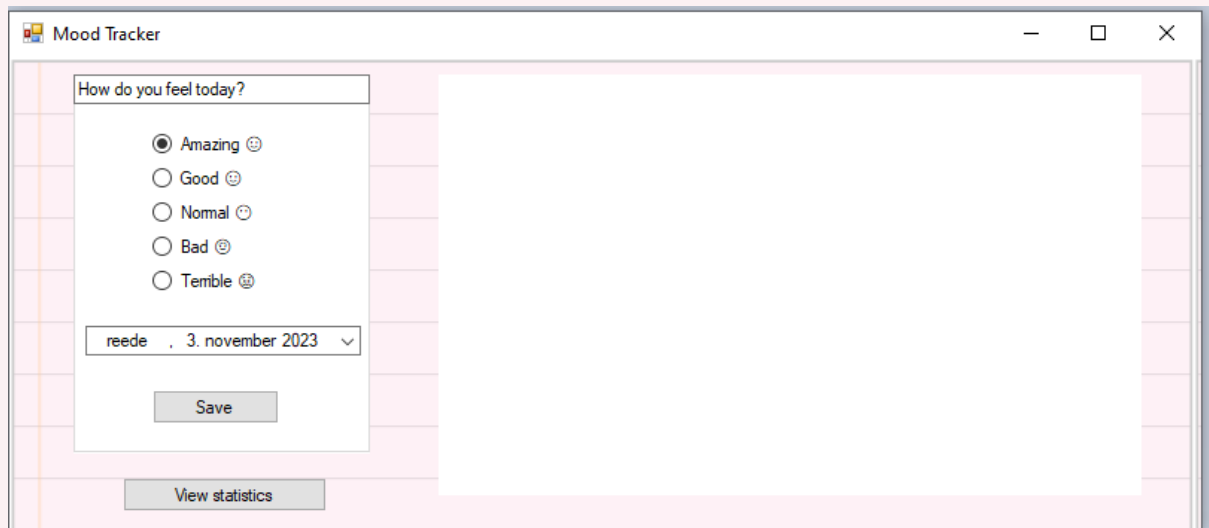 Mood Tracker
How do you feel today?
Amazing 🙂
Good 🙂
Normal 😶
Bad 😟
Terrible 😫
reede , 3. november 2023
Save
View statistics